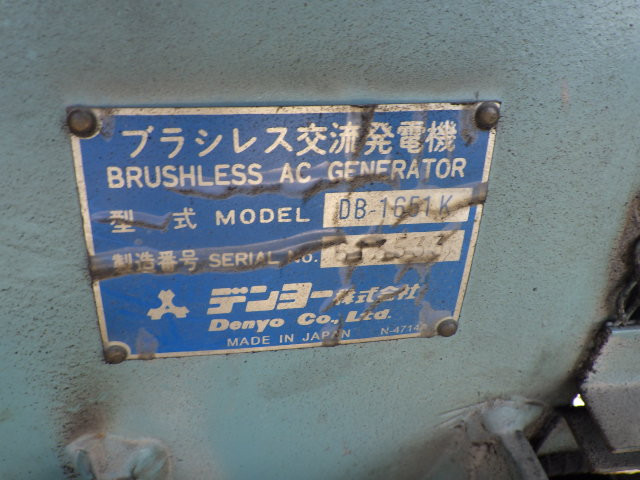 ブラシレス交流発電機
BRUSHLESS AC GENERATOR
型式 MODEL DB-1651K
製造番号 SERIAL No.
デンヨー株式会社
Denyo Co., Ltd.
MADE IN JAPAN